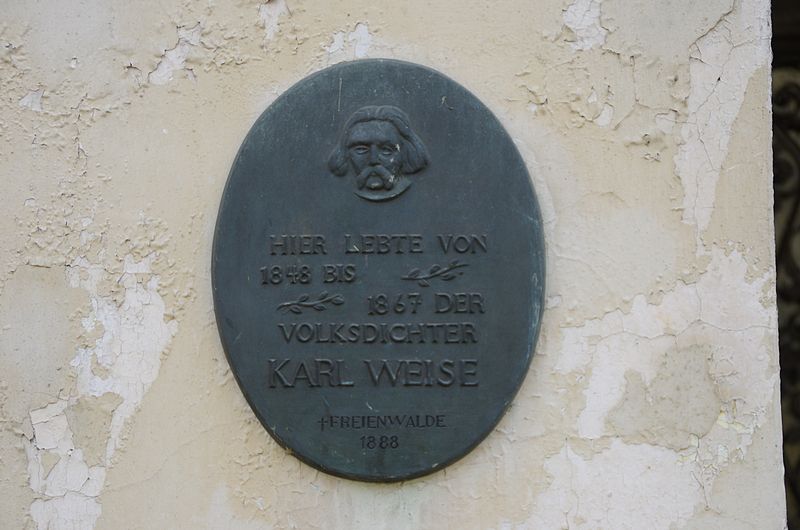 HIER LEBTE VON
1848 BIS
1867 DER
VOLKSDICHTER
KARL WEISE
†FREIENWALDE
1888